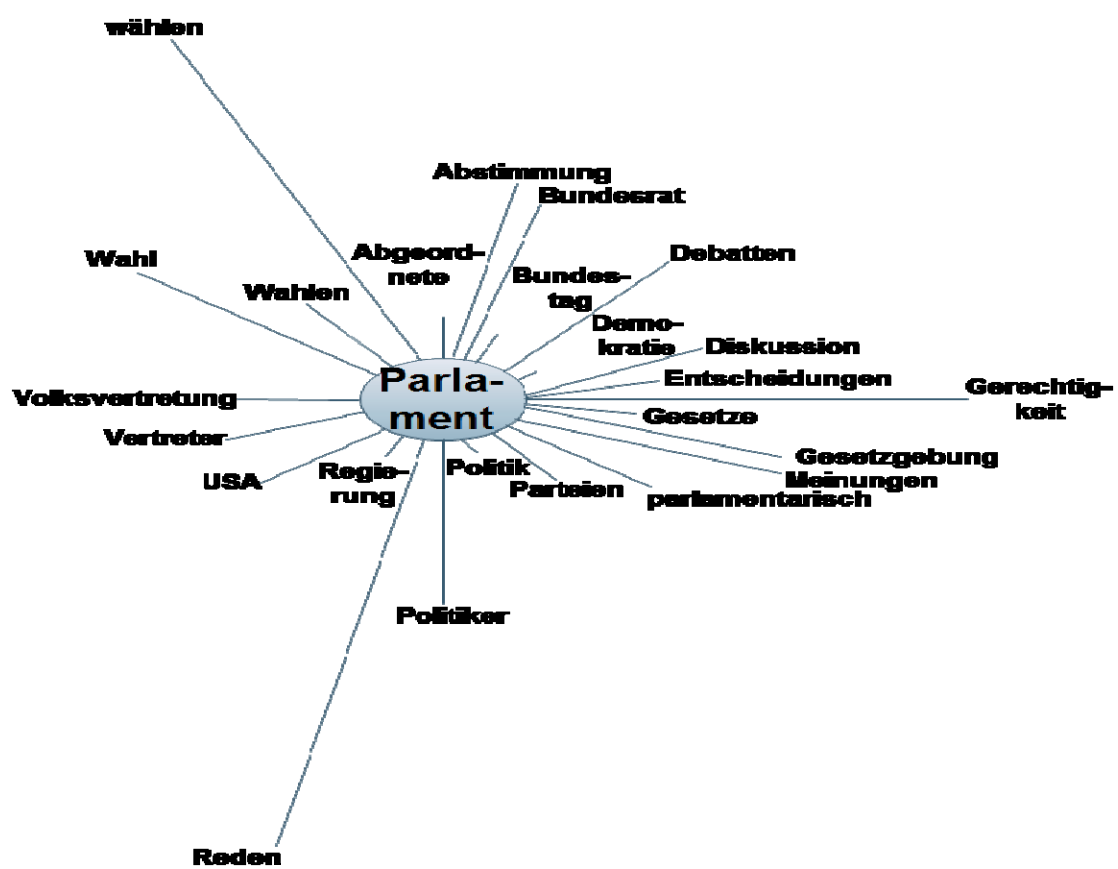 wählen
Abstimmung
Bundesrat
Abgeord-
nete
Debatten
Wahl
Bundes-
tag
Wahlen
Demo-
kratie
Diskussion
Parla-
ment
Entscheidungen
Gerechtig-
keit
Volksvertretung
Gesetze
Vertreter
Gesetzgebung
Politik
Regie-
rung
USA
Meinungen
Parteien
parlamentarisch
Politiker
Reden